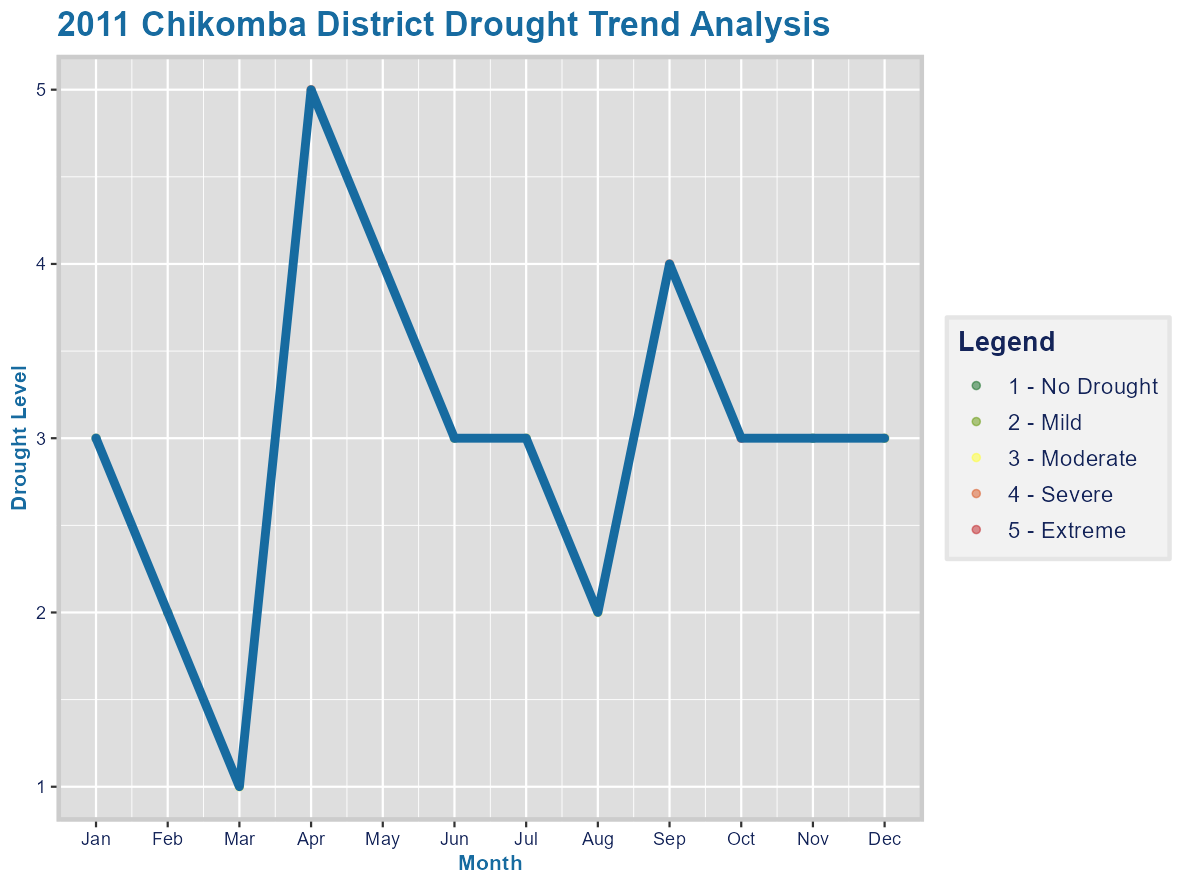 2011 Chikomba District Drought Trend Analysis
Drought Level
5
4
3
2
1
Jan Feb Mar Apr May Jun Jul Aug Sep Oct Nov Dec
Month
Legend
1 - No Drought
2 - Mild
3 - Moderate
4 - Severe
5 - Extreme